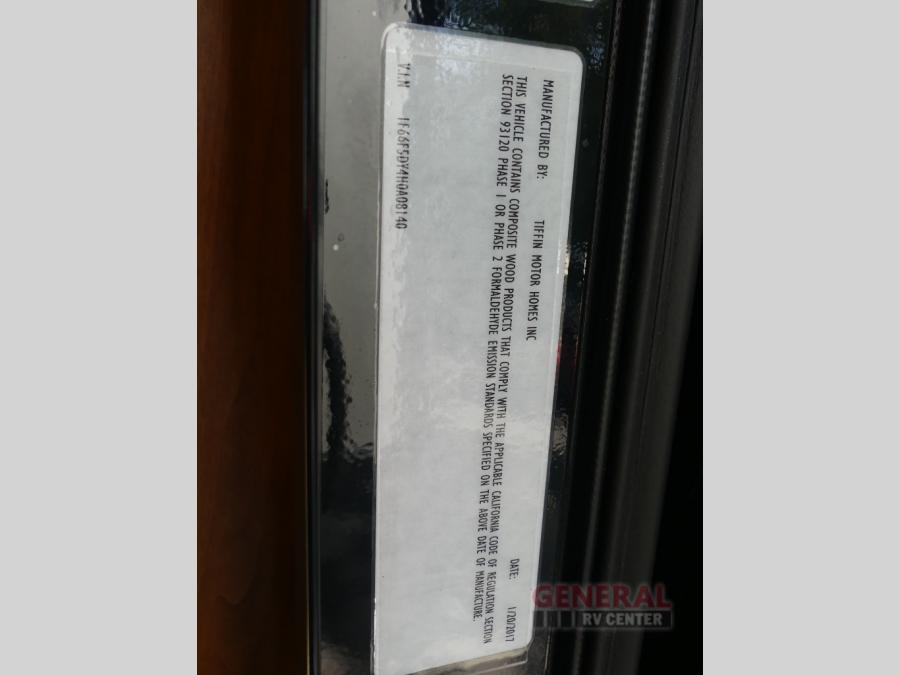 MANUFACTURED BY: TIFFIN MOTOR HOMES INC DATE: 1/20/2017
THIS VEHICLE CONTAINS COMPOSITE WOOD PRODUCTS THAT COMPLY WITH THE APPLICABLE CALIFORNIA CODE OF REGULATION SECTION
SECTION 93120 PHASE 1 OR PHASE 2 FORMALDEHYDE EMISSION STANDARDS SPECIFIED ON THE ABOVE DATE OF MANUFACTURE.
V.I.N 1F66F5DY4H0A08140
GENERAL
RV CENTER